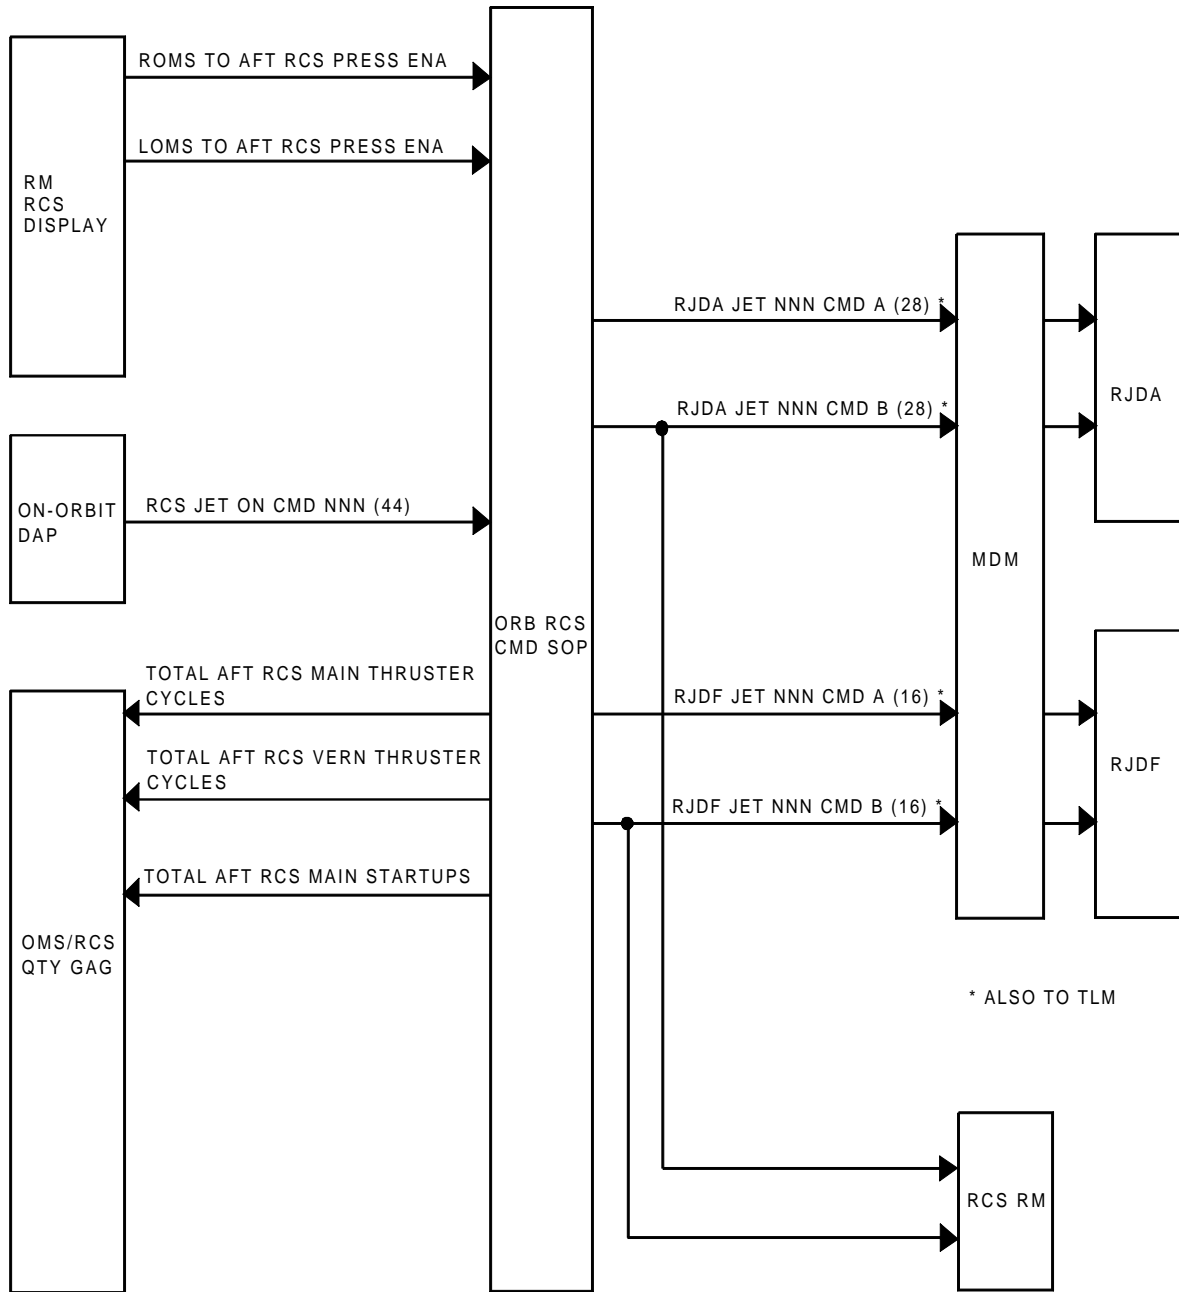 ROMS TO AFT RCS PRESS ENA
LOMS TO AFT RCS PRESS ENA
RM
RCS
DISPLAY
RJDA JET NNN CMD A (28) *
RJDA JET NNN CMD B (28) *
RJDA
ON-ORBIT
DAP
RCS JET ON CMD NNN (44)
MDM
ORB RCS
CMD SOP
TOTAL AFT RCS MAIN THRUSTER
CYCLES
RJDF JET NNN CMD A (16) *
TOTAL AFT RCS VERN THRUSTER
CYCLES
RJDF
RJDF JET NNN CMD B (16) *
TOTAL AFT RCS MAIN STARTUPS
OMS/RCS
QTY GAG
* ALSO TO TLM
RCS RM